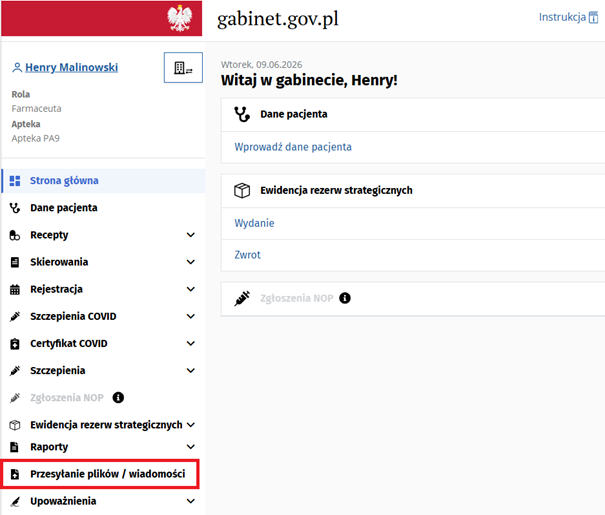 gabinet.gov.pl
Instrukcja
Henry Malinowski
Rola
Farmaceuta
Apteka
Apteka PA9
Strona główna
Dane pacjenta
Recepty
Skierowania
Rejestracja
Szczepienia COVID
Certyfikat COVID
Szczepienia
Zgłoszenia NOP
Ewidencja rezerw strategicznych
Raporty
Przesyłanie plików / wiadomości
Upoważnienia
Wtorek, 09.06.2026
Witaj w gabinecie, Henry!
Dane pacjenta
Wprowadź dane pacjenta
Ewidencja rezerw strategicznych
Wydanie
Zwrot
Zgłoszenia NOP